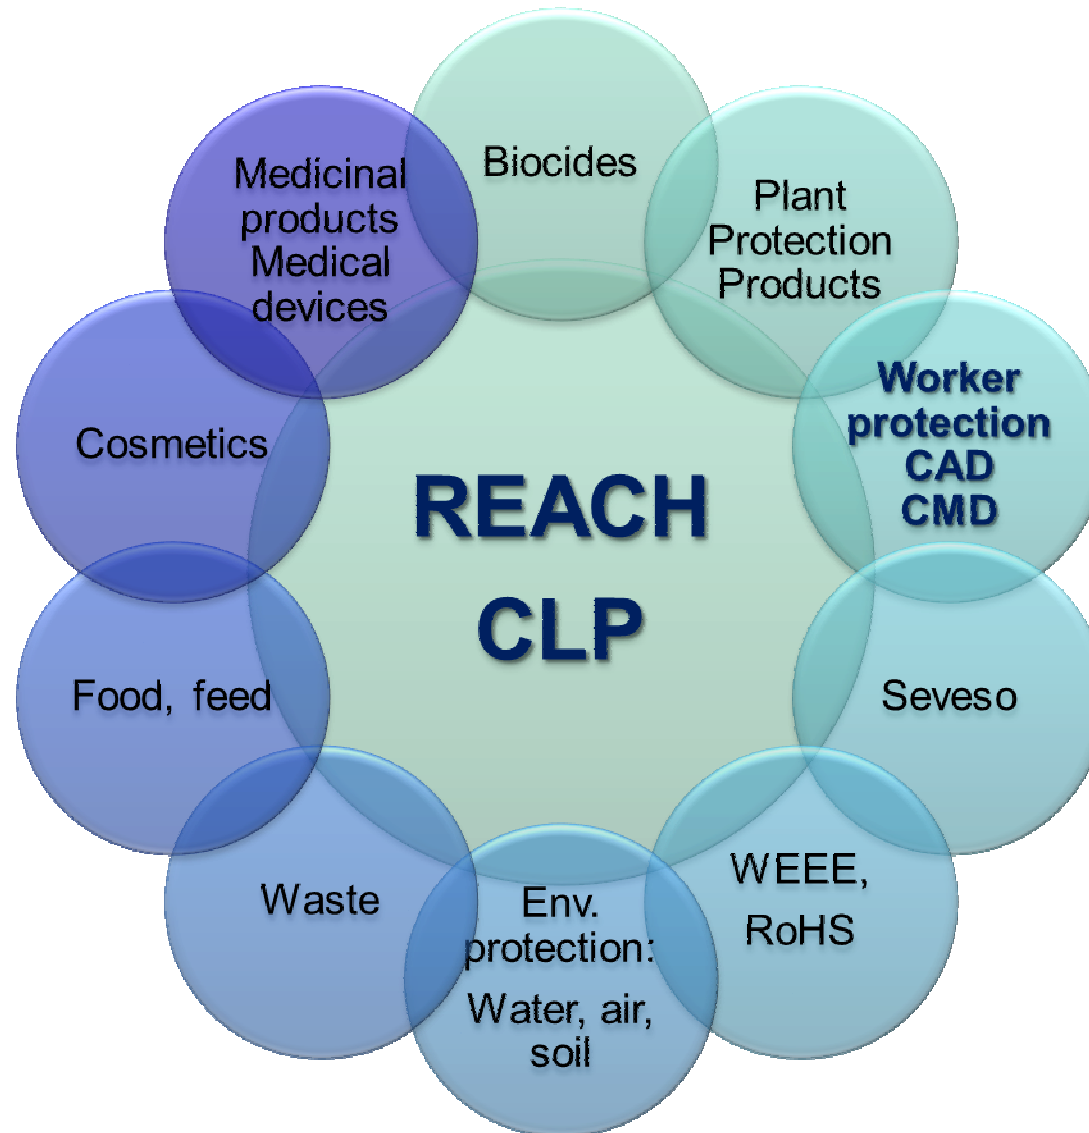 Biocides
Plant
Protection
Products
Worker
protection
CAD
CMD
Seveso
WEEE,
RoHS
Env.
protection:
Water, air,
soil
Waste
Food, feed
Cosmetics
Medicinal
products
Medical
devices
REACH
CLP